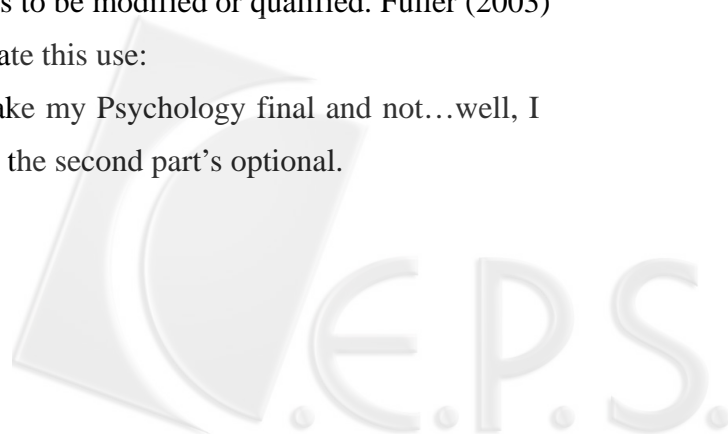 s to be modified or qualified. Fuller (2003)
ate this use:
ake my Psychology final and not…well, I
the second part’s optional.
C.E.P.S.